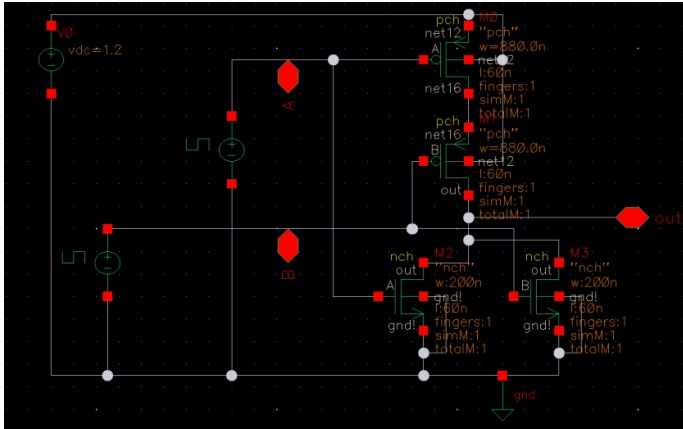 V0
vdc=1.2
A
B
pch
M0
net12
"pch"
A
w=880.0n
net12
l:60n
fingers:1
net16
simM:1
totalM:1
pch
net16
"pch"
B
w=880.0n
net12
l:60n
fingers:1
out
simM:1
totalM:1
out
nch
M2
out
"nch"
A
w:200n
gnd!
l:60n
gnd!
fingers:1
simM:1
totalM:1
nch
M3
out
"nch"
B
w:200n
gnd!
l:60n
gnd!
fingers:1
simM:1
totalM:1
gnd